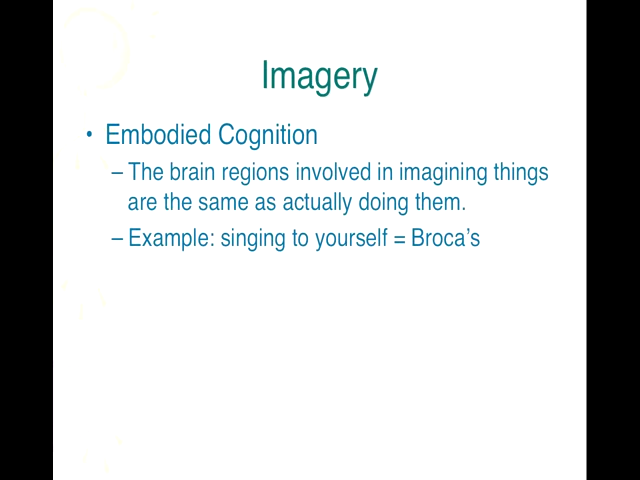 Imagery
• Embodied Cognition
– The brain regions involved in imagining things
are the same as actually doing them.
– Example: singing to yourself = Broca’s